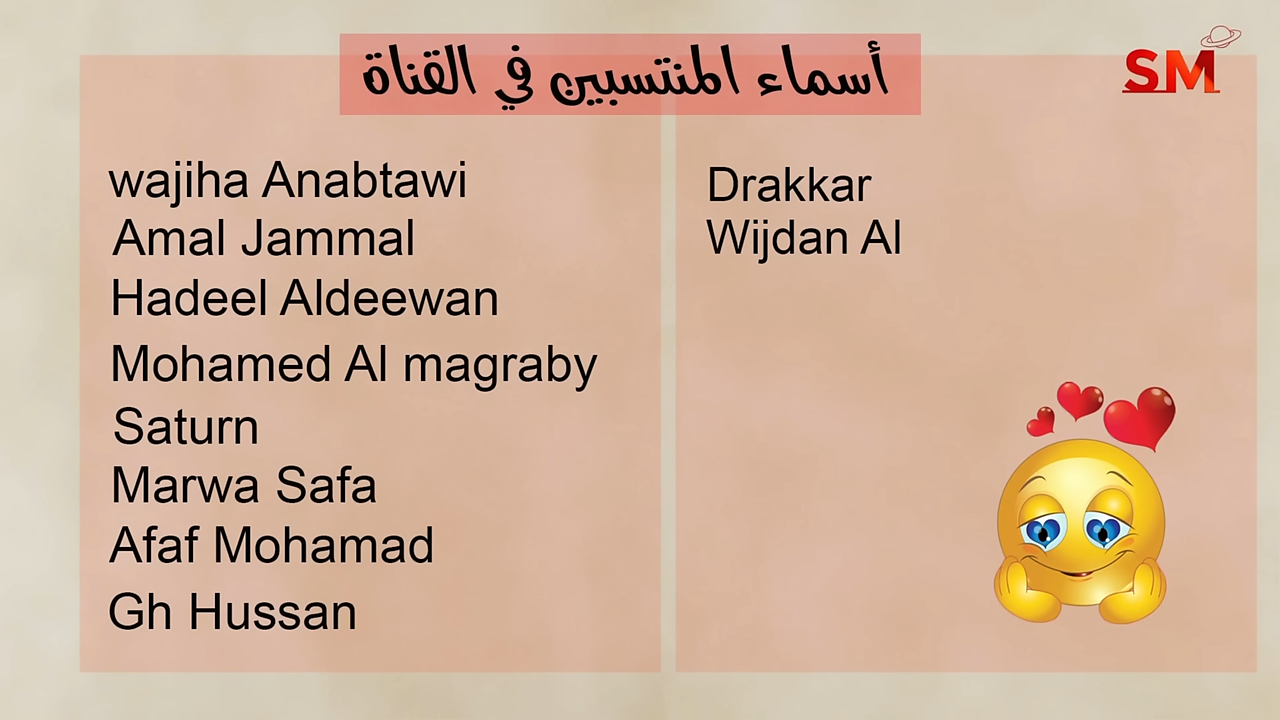 أسماء المنتسبين في القناة
SM
wajiha Anabtawi
Amal Jammal
Hadeel Aldeewan
Mohamed Al magraby
Saturn
Marwa Safa
Afaf Mohamad
Gh Hussan
Drakkar
Wijdan Al